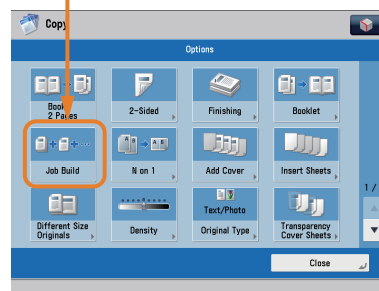 Copy
Options
Book
2 Pages
2-Sided
Finishing
Booklet
Job Build
N on 1
Add Cover
Insert Sheets
Different Size
Originals
Density
Text/Photo
Original Type
Transparency
Cover Sheets
1/
Close